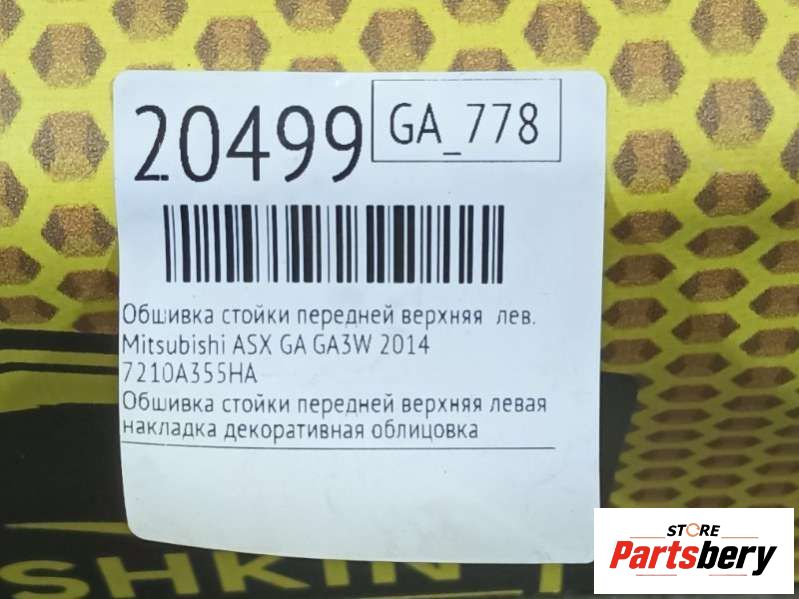 20499
GA_778
Обшивка стойки передней верхняя лев.
Mitsubishi ASX GA GA3W 2014
7210A355HA
Обшивка стойки передней верхняя левая
накладка декоративная облицовка
SHKIN
STORE
Partsbery